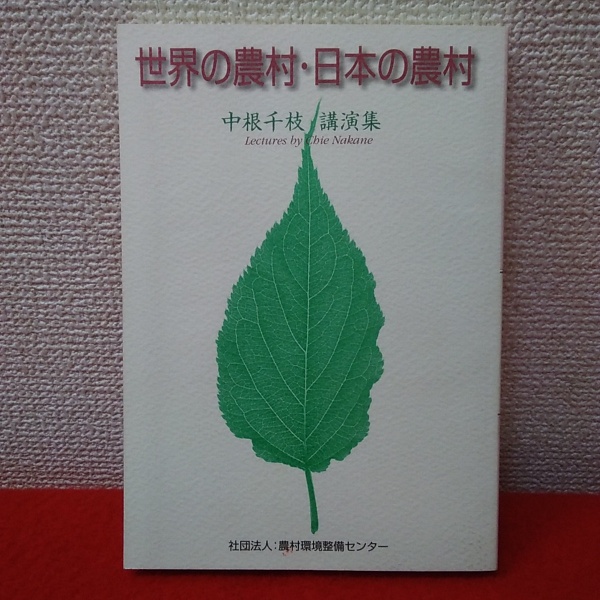 世界の農村・日本の農村
中根千枝 講演集
Lectures by Chie Nakane
社団法人:農村環境整備センター